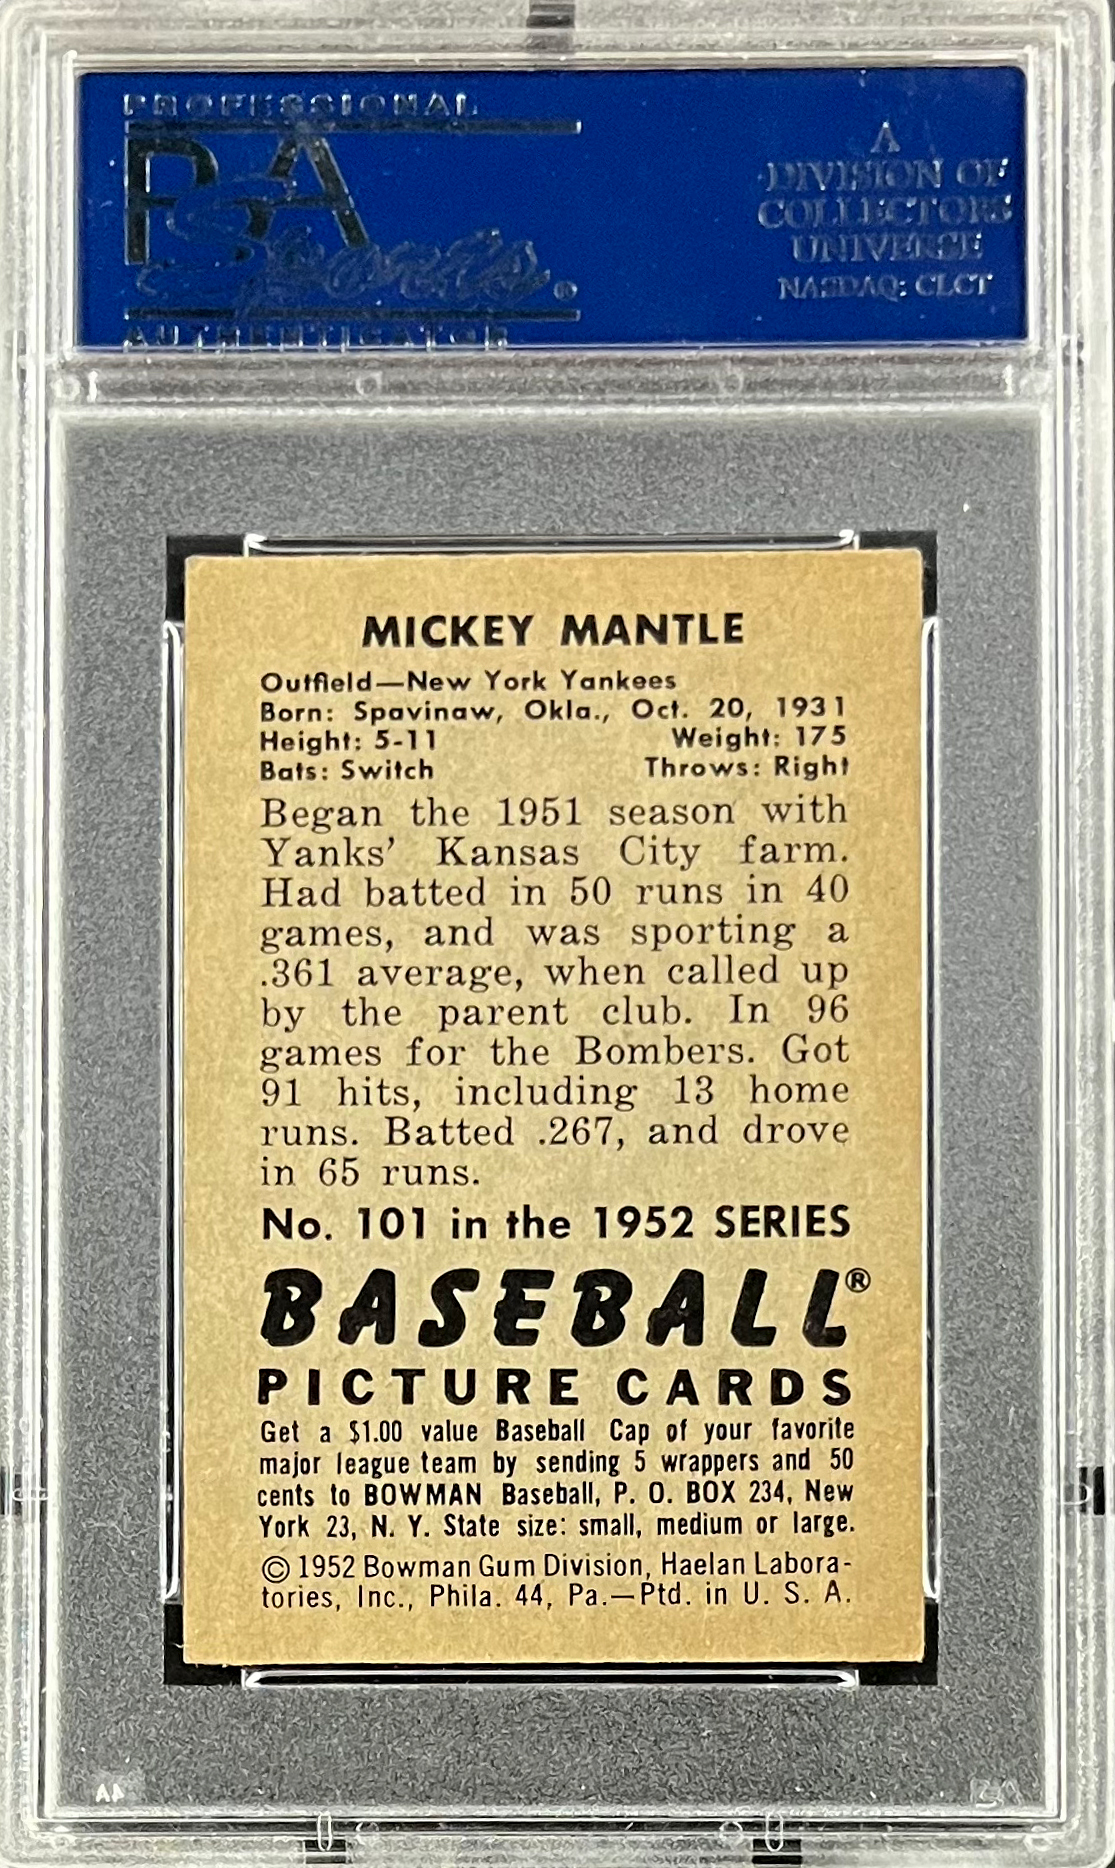 PROFESSIONAL
PSA
Sports®
AUTHENTICATOR
A
DIVISION OF
COLLECTORS
UNIVERSE
NASDAQ: CLCT
MICKEY MANTLE
Outfield—New York Yankees
Born: Spavinaw, Okla., Oct. 20, 1931
Height: 5-11 Weight: 175
Bats: Switch Throws: Right
Began the 1951 season with
Yanks' Kansas City farm.
Had batted in 50 runs in 40
games, and was sporting a
.361 average, when called up
by the parent club. In 96
games for the Bombers. Got
91 hits, including 13 home
runs. Batted .267, and drove
in 65 runs.
No. 101 in the 1952 SERIES
BASEBALL®
PICTURE CARDS
Get a $1.00 value Baseball Cap of your favorite
major league team by sending 5 wrappers and 50
cents to BOWMAN Baseball, P. O. BOX 234, New
York 23, N. Y. State size: small, medium or large.
© 1952 Bowman Gum Division, Haelan Labora-
tories, Inc., Phila. 44, Pa.—Ptd. in U. S. A.